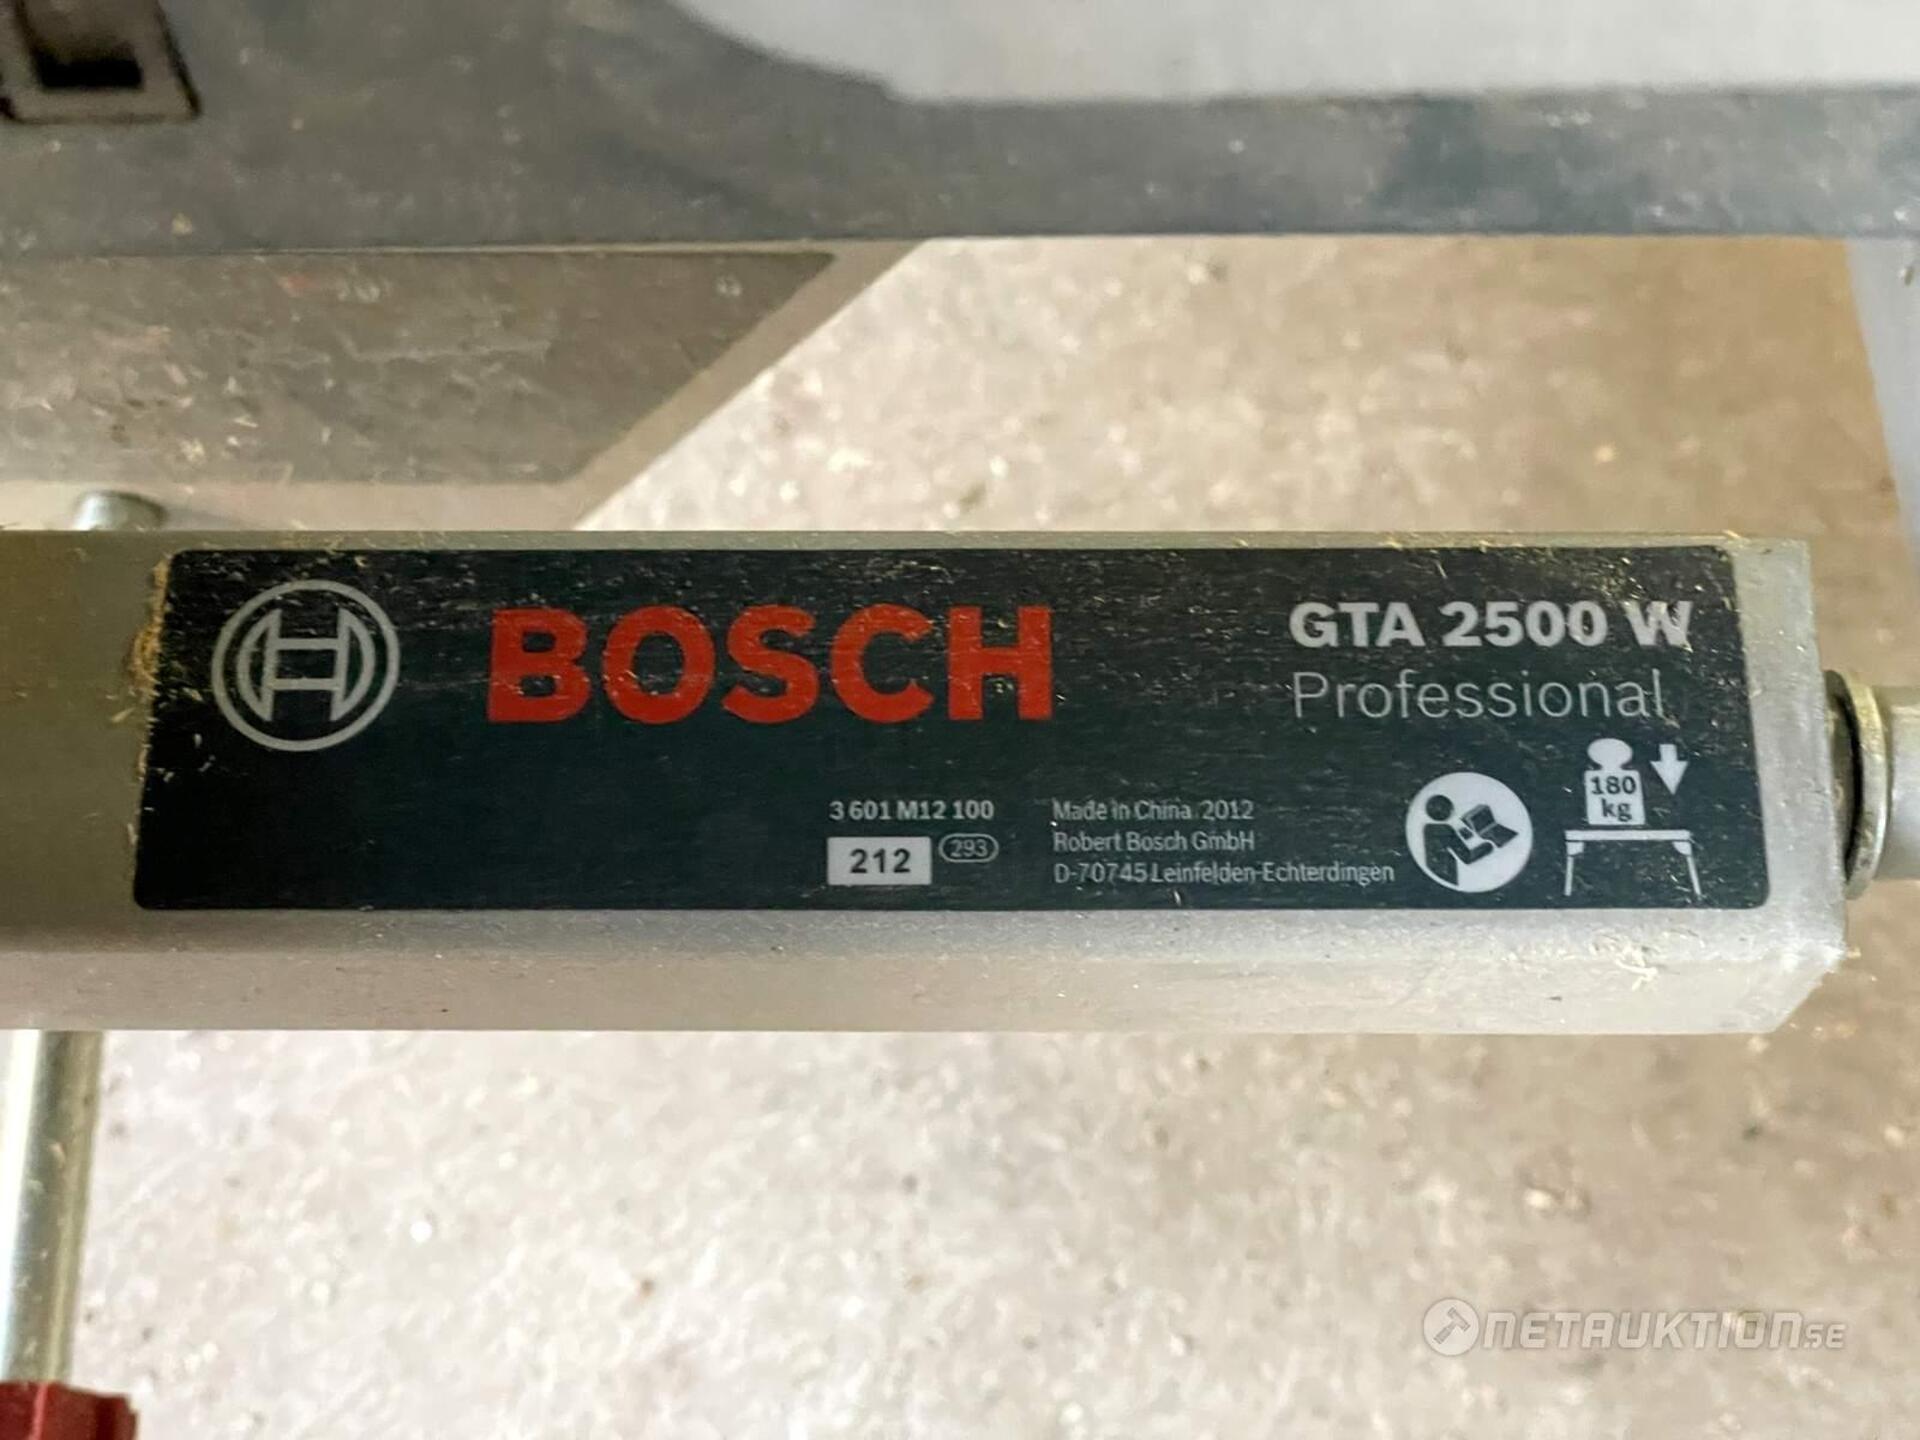 BOSCH
GTA 2500 W
Professional
3 601 M12 100
212 293
Made in China 2012
Robert Bosch GmbH
D-70745 Leinfelden-Echterdingen
180
kg
NETAUKTION.SE